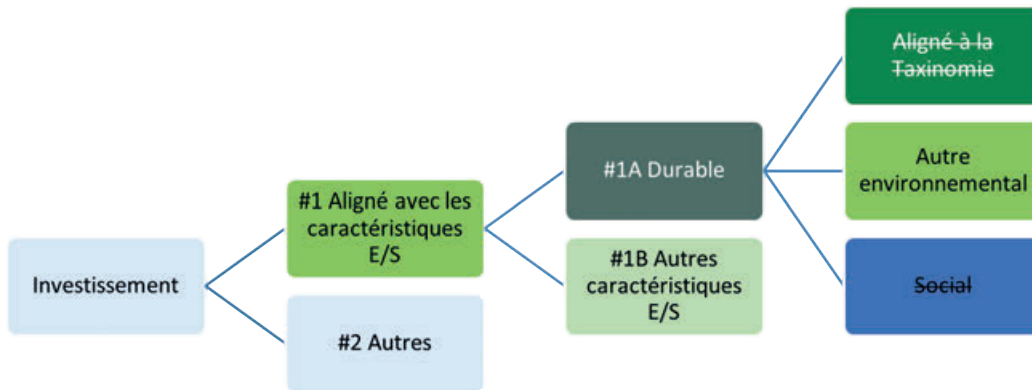 Investissement
#1 Aligné avec les
caractéristiques
E/S
#2 Autres
#1A Durable
#1B Autres
caractéristiques
E/S
Aligné à la
Taxinomie
Autre
environnemental
Social